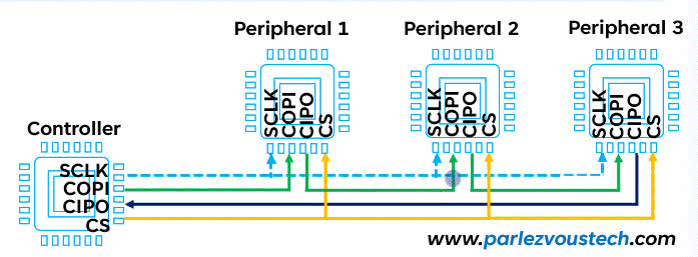 Peripheral 1
Peripheral 2
Peripheral 3
SCLK
COPI
CIPO
CS
SCLK
COPI
CIPO
CS
SCLK
COPI
CIPO
CS
Controller
SCLK
COPI
CIPO
CS
www.parlezvoustech.com